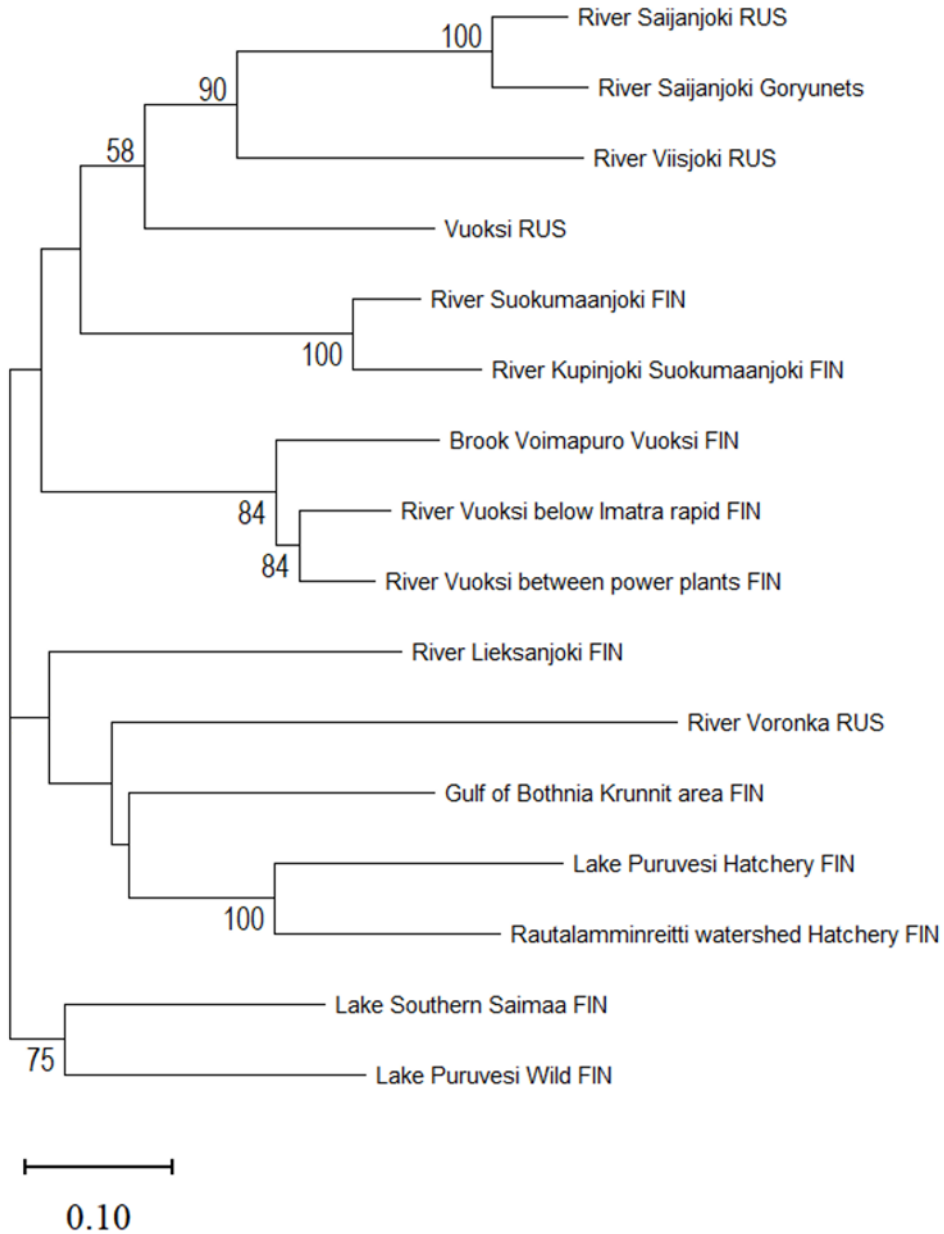 River Saijanjoki RUS
100
River Saijanjoki Goryunets
90
58
River Viisjoki RUS
Vuoksi RUS
River Suokumaanjoki FIN
100
River Kupinjoki Suokumaanjoki FIN
Brook Voimapuro Vuoksi FIN
84
River Vuoksi below Imatra rapid FIN
84
River Vuoksi between power plants FIN
River Lieksanjoki FIN
River Voronka RUS
Gulf of Bothnia Krunnit area FIN
Lake Puruvesi Hatchery FIN
100
Rautalamminreitti watershed Hatchery FIN
Lake Southern Saimaa FIN
75
Lake Puruvesi Wild FIN
0.10